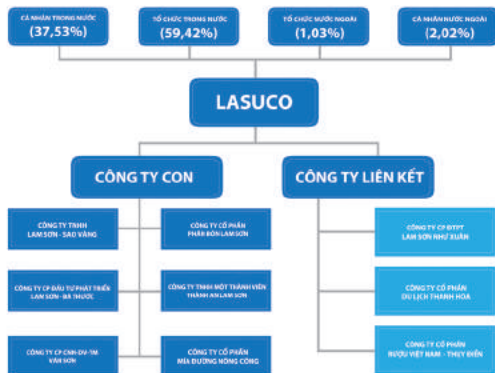 CÁ NHÂN TRONG NƯỚC
(37,53%)
TỔ CHỨC TRONG NƯỚC
(59,42%)
TỔ CHỨC NƯỚC NGOÀI
(1,03%)
CÁ NHÂN NƯỚC NGOÀI
(2,02%)
LASUCO
CÔNG TY CON
CÔNG TY LIÊN KẾT
CÔNG TY TNHH
LAM SƠN - SAO VÀNG
CÔNG TY CỔ PHẦN
PHÂN BÓN LAM SƠN
CÔNG TY CP ĐTPT
LAM SƠN NHƯ XUÂN
CÔNG TY CP ĐẦU TƯ PHÁT TRIỂN
LAM SƠN - BÁ THƯỚC
CÔNG TY TNHH MỘT THÀNH VIÊN
THÀNH AN LAM SƠN
CÔNG TY CỔ PHẦN
DU LỊCH THANH HÓA
CÔNG TY CP CNH-DV-TM
VÂN SƠN
CÔNG TY CỔ PHẦN
MÍA ĐƯỜNG NÔNG CỐNG
CÔNG TY CỔ PHẦN
RƯỢU VIỆT NAM - THỤY ĐIỂN